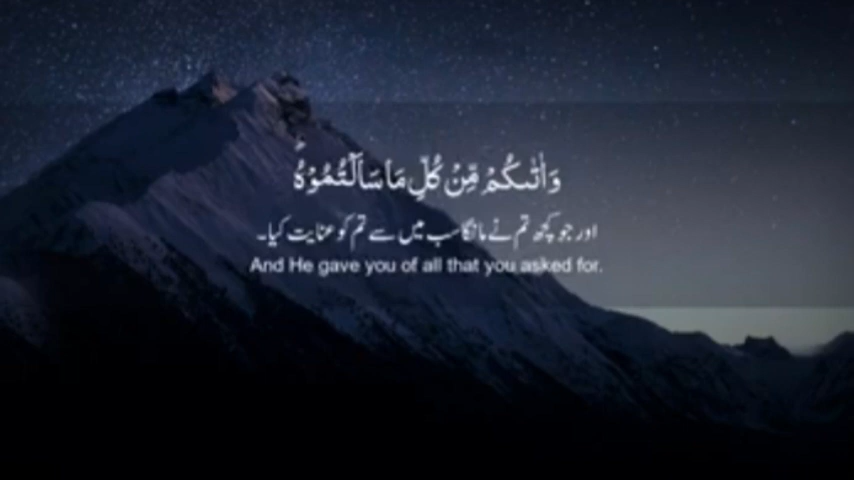 وَاٰتٰىكُمْ مِّنْ كُلِّ مَا سَاَلْتُمُوْهُ ؕ
اور جو کچھ تم نے مانگا سب میں سے تم کو عنایت کیا۔
And He gave you of all that you asked for.